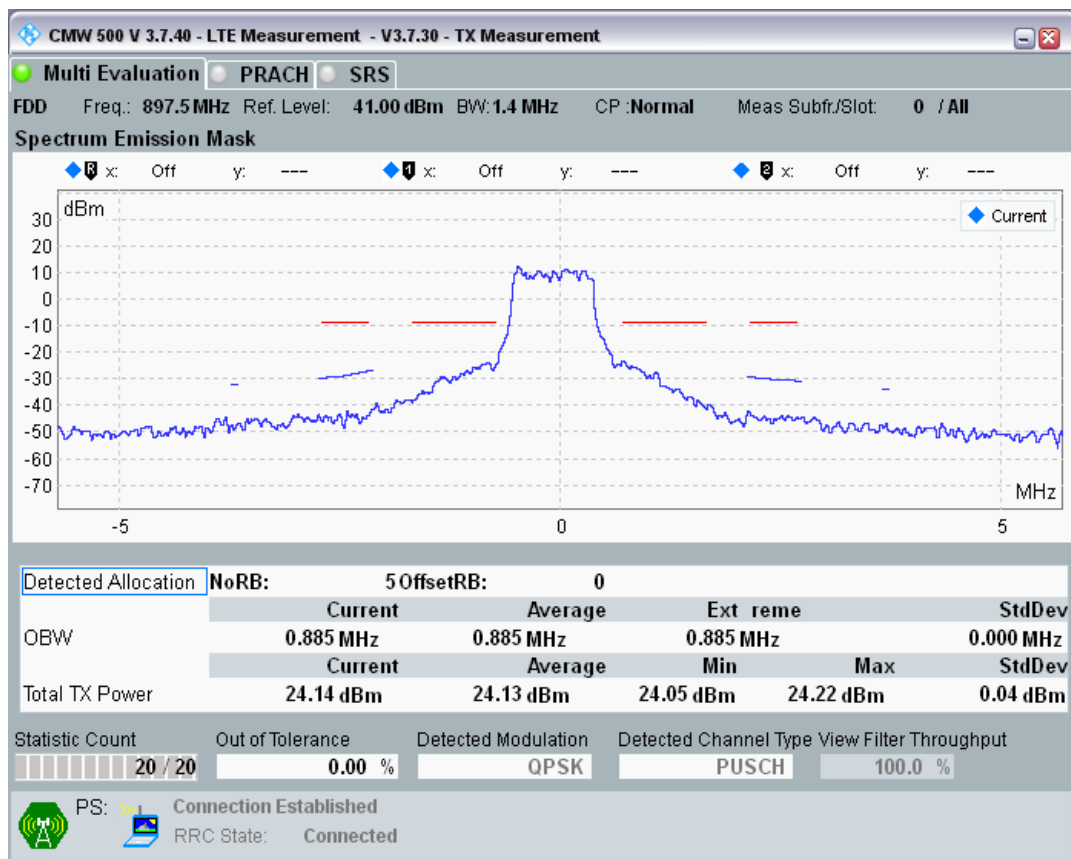 CMW 500 V 3.7.40 - LTE Measurement - V3.7.30 - TX Measurement
Multi Evaluation PRACH SRS
FDD Freq.: 897.5 MHz Ref. Level: 41.00 dBm BW: 1.4 MHz CP :Normal Meas Subfr./Slot: 0 / All
Spectrum Emission Mask
R x: Off y: --- 1 x: Off y: --- 2 x: Off y: ---
dBm
Current
30
20
10
0
-10
-20
-30
-40
-50
-60
-70
MHz
-5 0 5
Detected Allocation NoRB: 5 OffsetRB: 0
Current Average Ext reme StdDev
OBW 0.885 MHz 0.885 MHz 0.885 MHz 0.000 MHz
Current Average Min Max StdDev
Total TX Power 24.14 dBm 24.13 dBm 24.05 dBm 24.22 dBm 0.04 dBm
Statistic Count Out of Tolerance Detected Modulation Detected Channel Type View Filter Throughput
20 / 20 0.00 % QPSK PUSCH 100.0 %
PS: Connection Established
RRC State: Connected